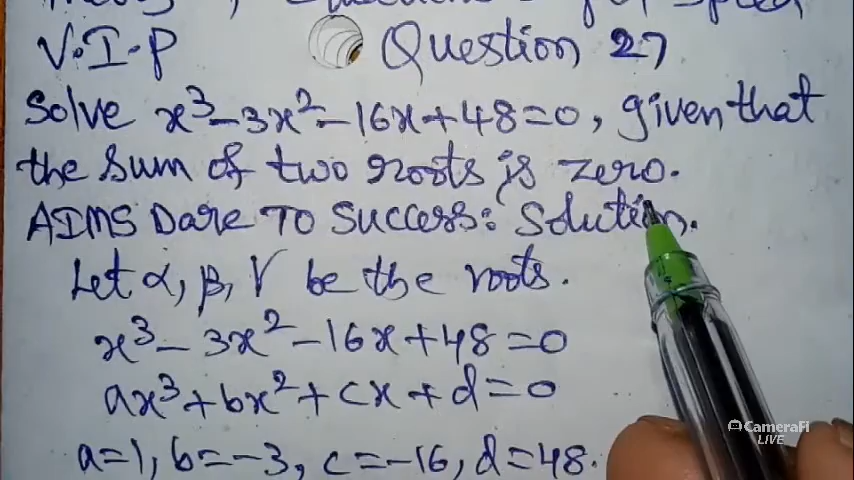 V.I.P Question 27
Solve x³-3x²-16x+48=0, given that
the sum of two roots is zero.
AIMS Dare To Success: Solution.
Let α, β, γ be the roots.
x³-3x²-16x+48=0
ax³+bx²+cx+d=0
a=1, b=-3, c=-16, d=48.
CameraFi
LIVE